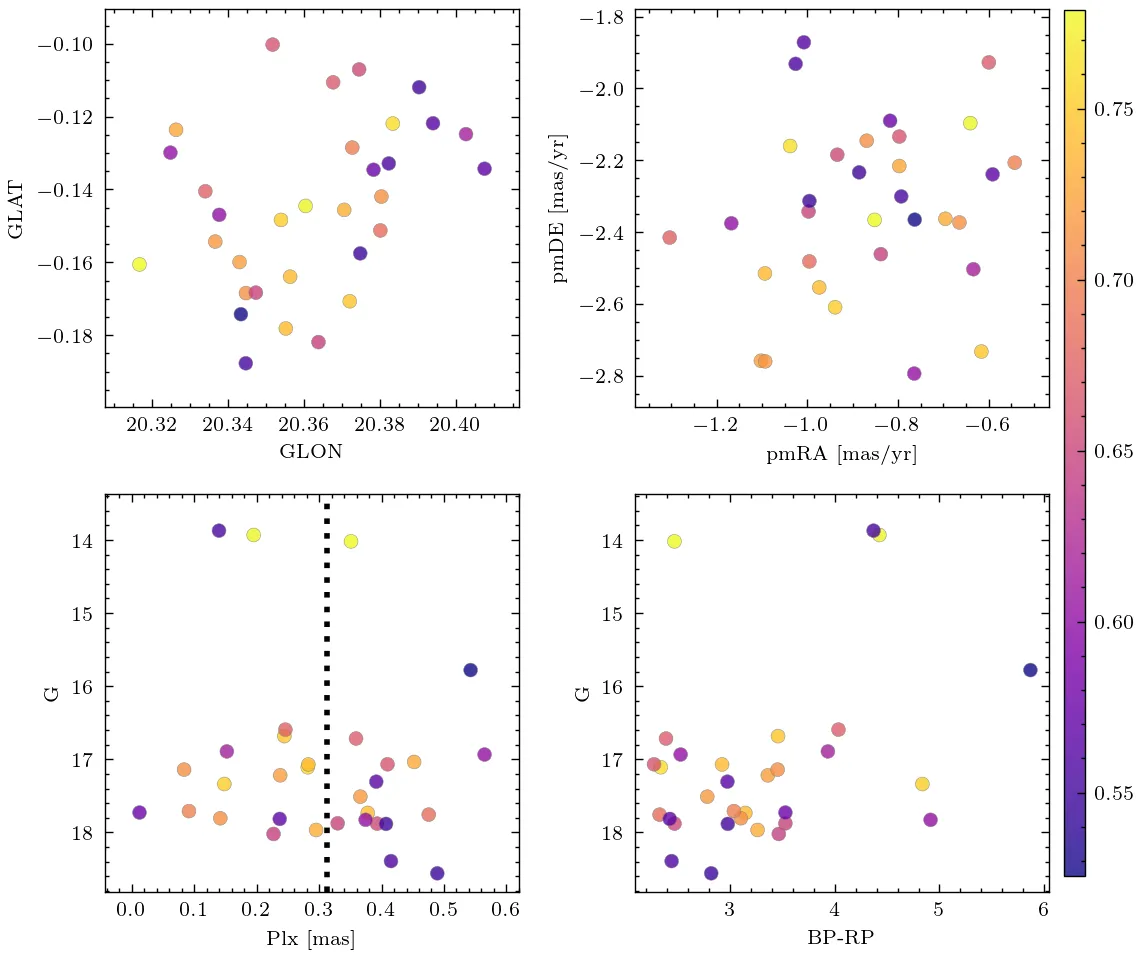 −0.10
−0.12
−0.14
−0.16
−0.18
GLAT
20.32 20.34 20.36 20.38 20.40
GLON
−1.8
−2.0
−2.2
−2.4
−2.6
−2.8
pmDE [mas/yr]
−1.2 −1.0 −0.8 −0.6
pmRA [mas/yr]
0.75
0.70
0.65
0.60
0.55
14
15
16
17
18
G
0.0 0.1 0.2 0.3 0.4 0.5 0.6
Plx [mas]
14
15
16
17
18
G
3 4 5 6
BP-RP